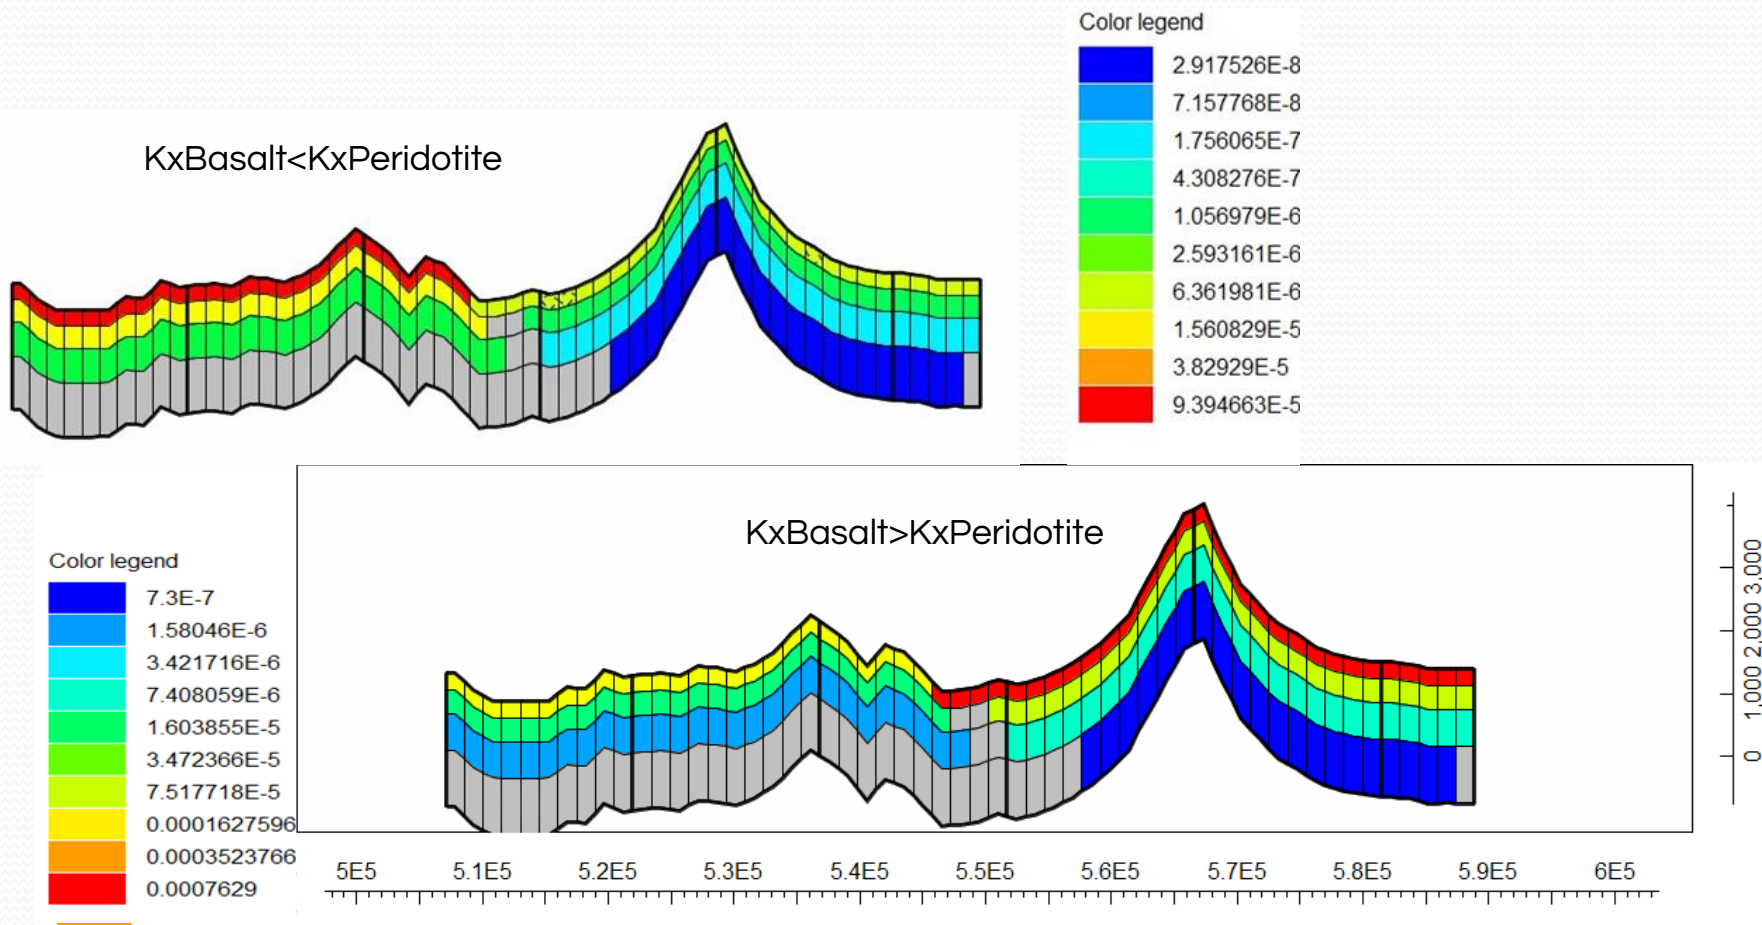 Color legend
2.917526E-8
7.157768E-8
1.756065E-7
4.308276E-7
1.056979E-6
2.593161E-6
6.361981E-6
1.560829E-5
3.82929E-5
9.394663E-5
KxBasalt<KxPeridotite
KxBasalt>KxPeridotite
Color legend
7.3E-7
1.58046E-6
3.421716E-6
7.408059E-6
1.603855E-5
3.472366E-5
7.517718E-5
0.0001627596
0.0003523766
0.0007629
0 1,000 2,000 3,000
5E5 5.1E5 5.2E5 5.3E5 5.4E5 5.5E5 5.6E5 5.7E5 5.8E5 5.9E5 6E5